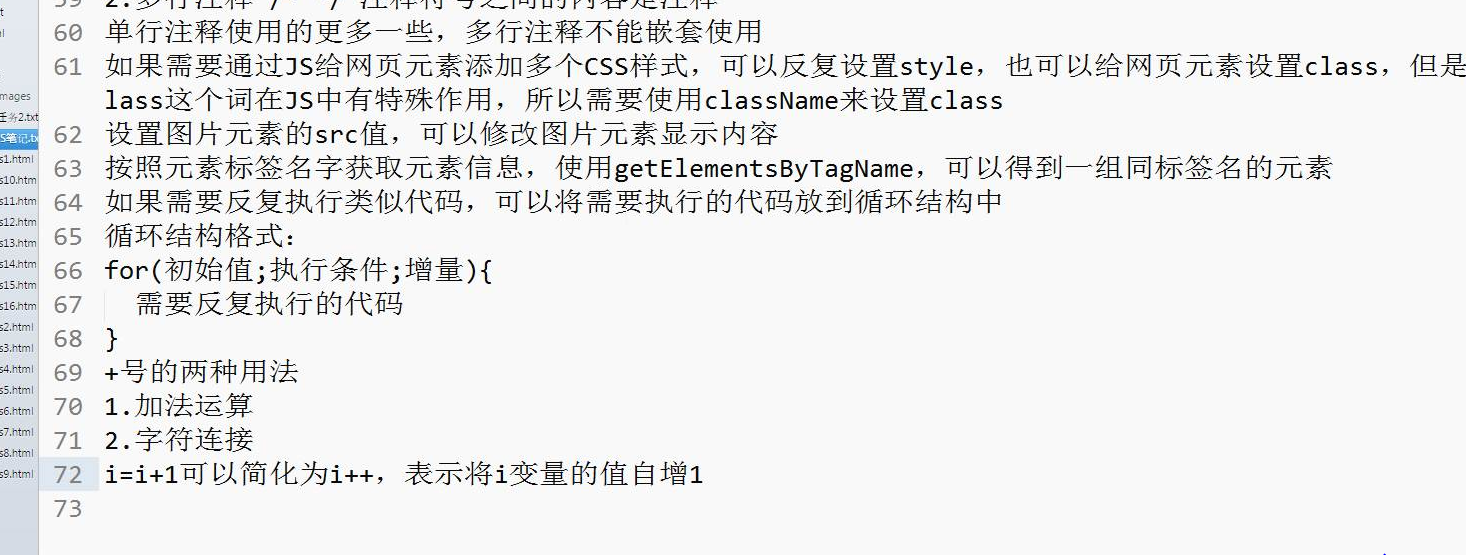 t
l
mages
任务2.txt
S笔记.tx
s1.html
s10.htm
s11.htm
s12.htm
s13.htm
s14.htm
s15.htm
s16.htm
s2.html
s3.html
s4.html
s5.html
s6.html
s7.html
s8.html
s9.html
59 2.多行注释 /* */ 注释符号之间的内容是注释
60 单行注释使用的更多一些，多行注释不能嵌套使用
61 如果需要通过JS给网页元素添加多个CSS样式，可以反复设置style，也可以给网页元素设置class，但是
lass这个词在JS中有特殊作用，所以需要使用className来设置class
62 设置图片元素的src值，可以修改图片元素显示内容
63 按照元素标签名字获取元素信息，使用getElementsByTagName，可以得到一组同标签名的元素
64 如果需要反复执行类似代码，可以将需要执行的代码放到循环结构中
65 循环结构格式：
66 for(初始值;执行条件;增量){
67 需要反复执行的代码
68 }
69 +号的两种用法
70 1.加法运算
71 2.字符连接
72 i=i+1可以简化为i++，表示将i变量的值自增1
73